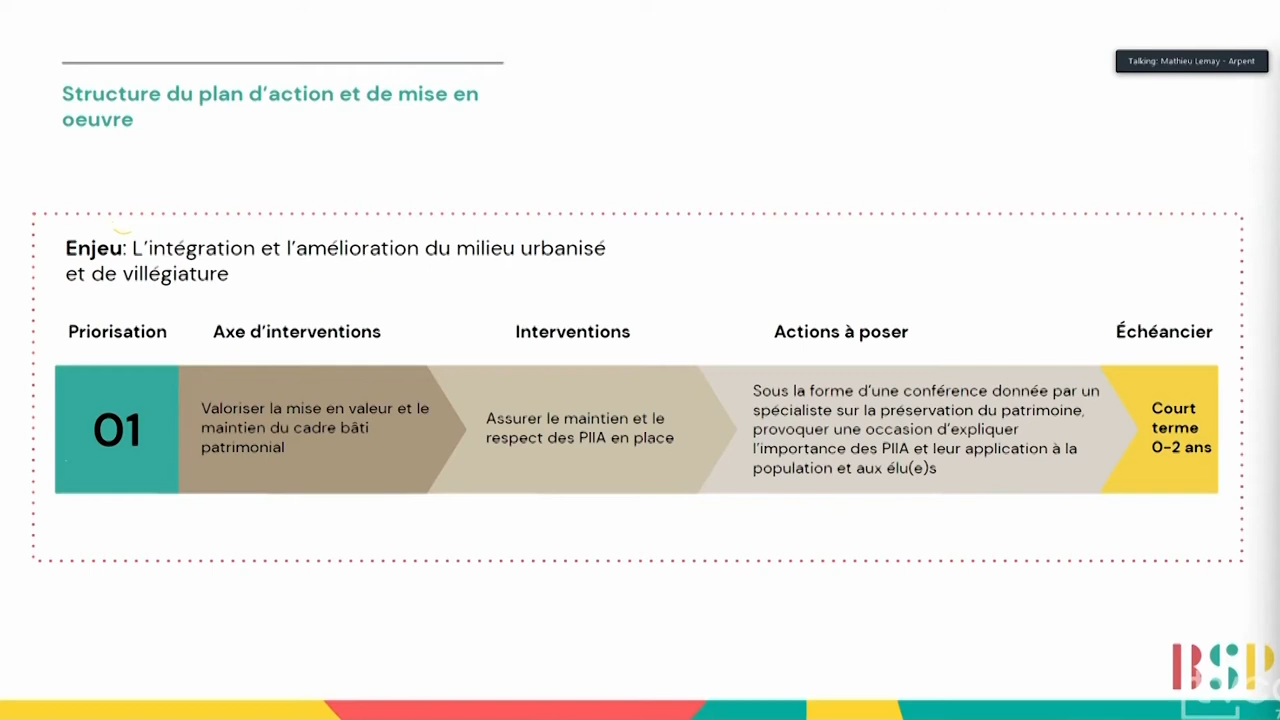 Talking: Mathieu Lemay - Arpent
Structure du plan d'action et de mise en
oeuvre
Enjeu: L'intégration et l'amélioration du milieu urbanisé
et de villégiature
Priorisation
Axe d'interventions
Interventions
Actions à poser
Échéancier
01
Valoriser la mise en valeur et le
maintien du cadre bâti
patrimonial
Assurer le maintien et le
respect des PIIA en place
Sous la forme d'une conférence donnée par un
spécialiste sur la préservation du patrimoine,
provoquer une occasion d'expliquer
l'importance des PIIA et leur application à la
population et aux élu(e)s
Court
terme
0-2 ans
BSP